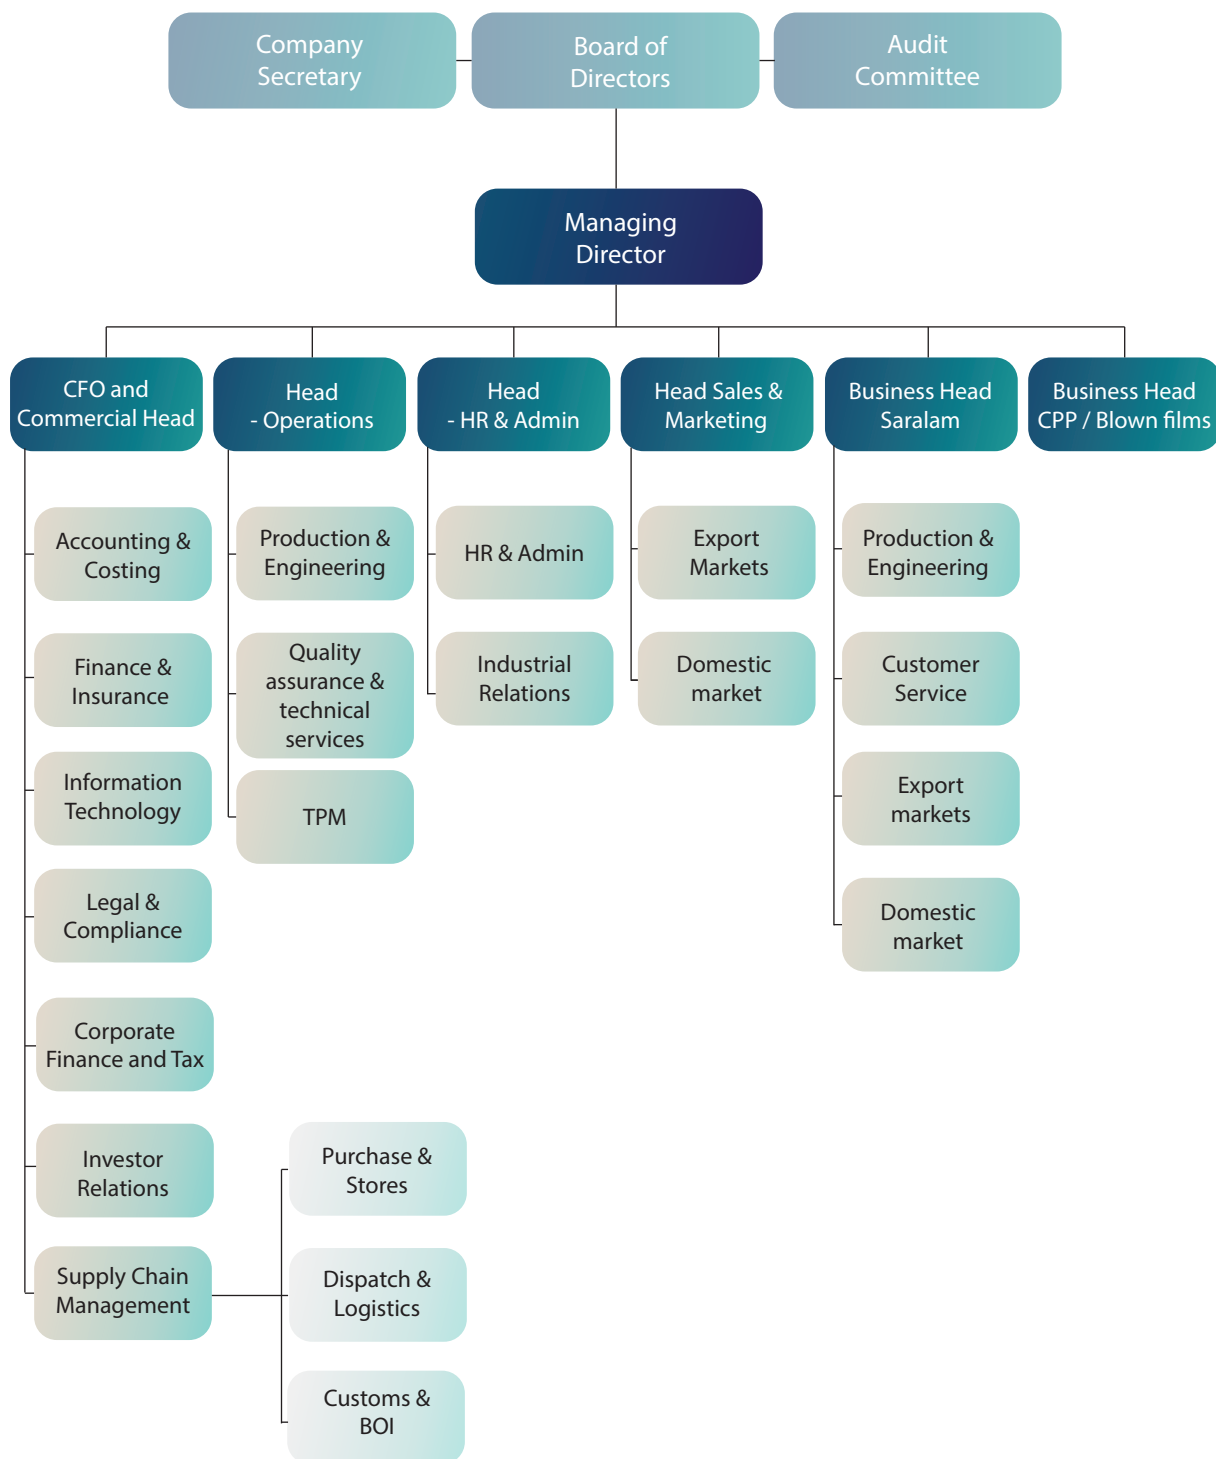 Company
Secretary
Board of
Directors
Audit
Committee
Managing
Director
CFO and
Commercial Head
Head
- Operations
Head
- HR & Admin
Head Sales &
Marketing
Business Head
Saralam
Business Head
CPP / Blown films
Accounting &
Costing
Finance &
Insurance
Information
Technology
Legal &
Compliance
Corporate
Finance and Tax
Investor
Relations
Supply Chain
Management
Purchase &
Stores
Dispatch &
Logistics
Customs &
BOI
Production &
Engineering
Quality
assurance &
technical
services
TPM
HR & Admin
Industrial
Relations
Export
Markets
Domestic
market
Production &
Engineering
Customer
Service
Export
markets
Domestic
market